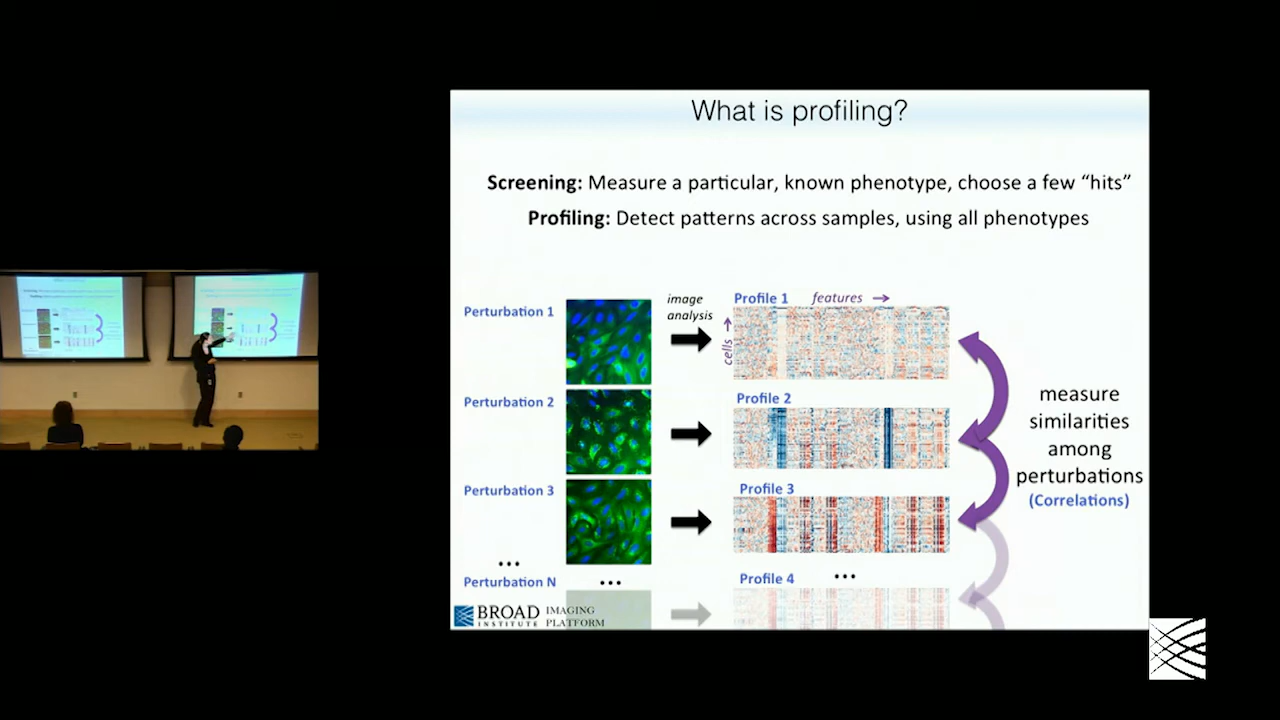 What is profiling?
Screening: Measure a particular, known phenotype, choose a few “hits”
Profiling: Detect patterns across samples, using all phenotypes
Perturbation 1
image
analysis
Profile 1
features →
cells →
Perturbation 2
Profile 2
measure
similarities
among
perturbations
(Correlations)
Perturbation 3
Profile 3
...
Perturbation N
...
Profile 4
...
BROAD
INSTITUTE
IMAGING
PLATFORM